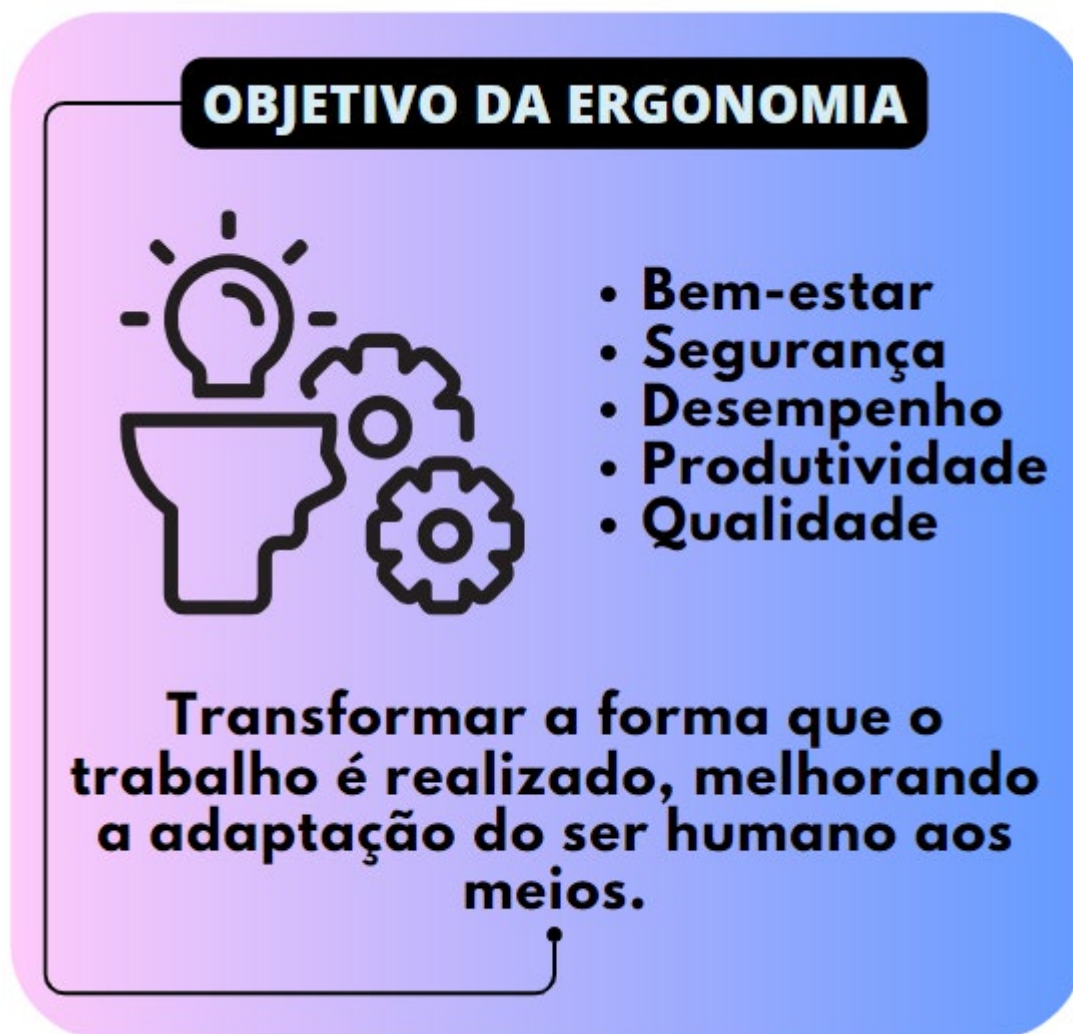 OBJETIVO DA ERGONOMIA
• Bem-estar
• Segurança
• Desempenho
• Produtividade
• Qualidade
Transformar a forma que o
trabalho é realizado, melhorando
a adaptação do ser humano aos
meios.